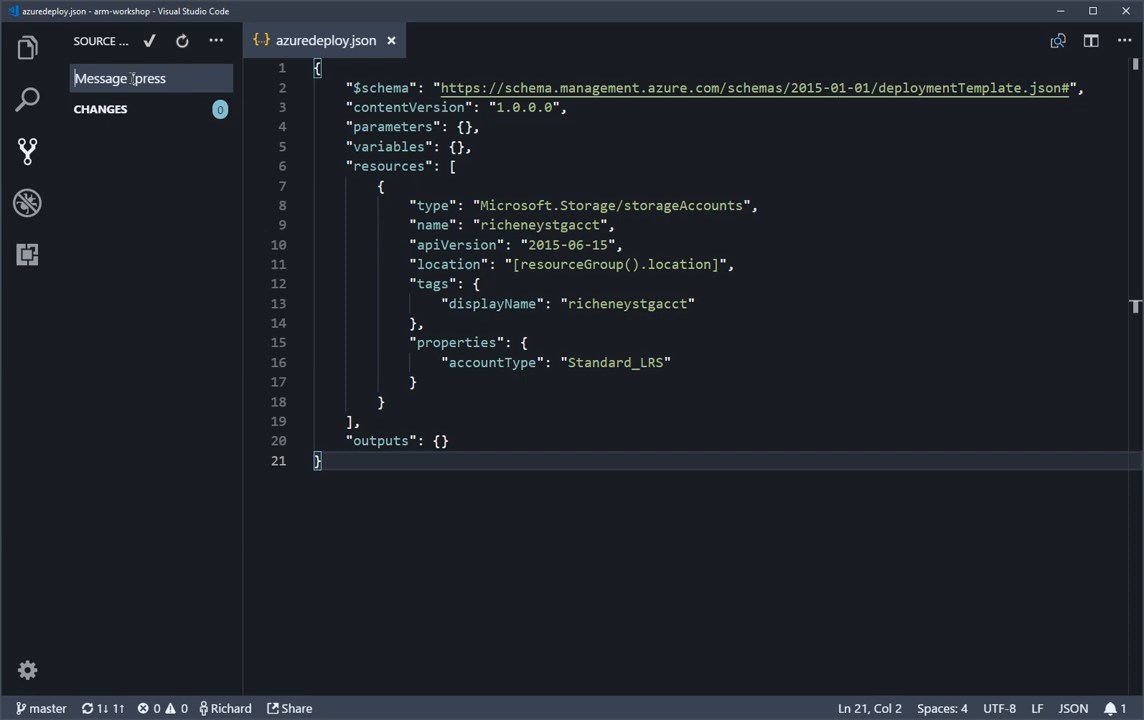 azuredeploy.json - arm-workshop - Visual Studio Code
SOURCE ...
azuredeploy.json
Message (press
CHANGES 0
1 {
2 "$schema": "https://schema.management.azure.com/schemas/2015-01-01/deploymentTemplate.json#",
3 "contentVersion": "1.0.0.0",
4 "parameters": {},
5 "variables": {},
6 "resources": [
7 {
8 "type": "Microsoft.Storage/storageAccounts",
9 "name": "richeneystgacct",
10 "apiVersion": "2015-06-15",
11 "location": "[resourceGroup().location]",
12 "tags": {
13 "displayName": "richeneystgacct"
14 },
15 "properties": {
16 "accountType": "Standard_LRS"
17 }
18 }
19 ],
20 "outputs": {}
21 }
master 1↓ 1↑ 0 0 Richard Share Ln 21, Col 2 Spaces: 4 UTF-8 LF JSON 1